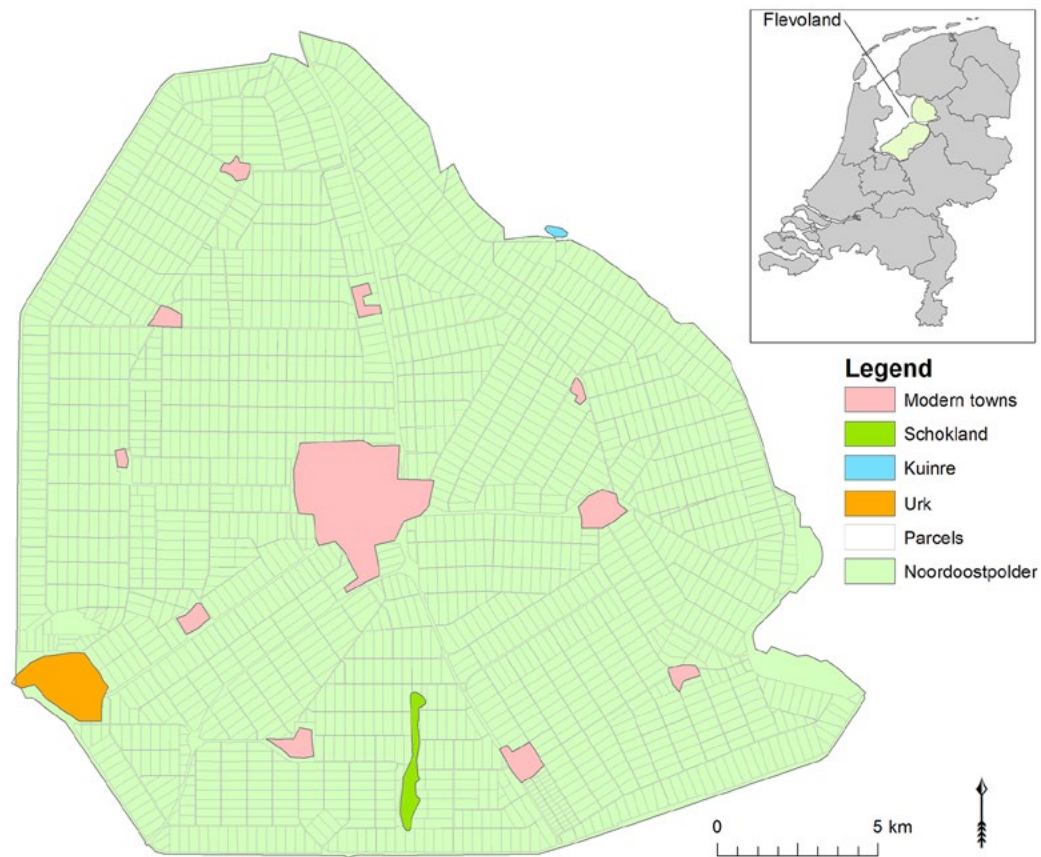 Flevoland
Legend
Modern towns
Schokland
Kuinre
Urk
Parcels
Noordoostpolder
0 5 km